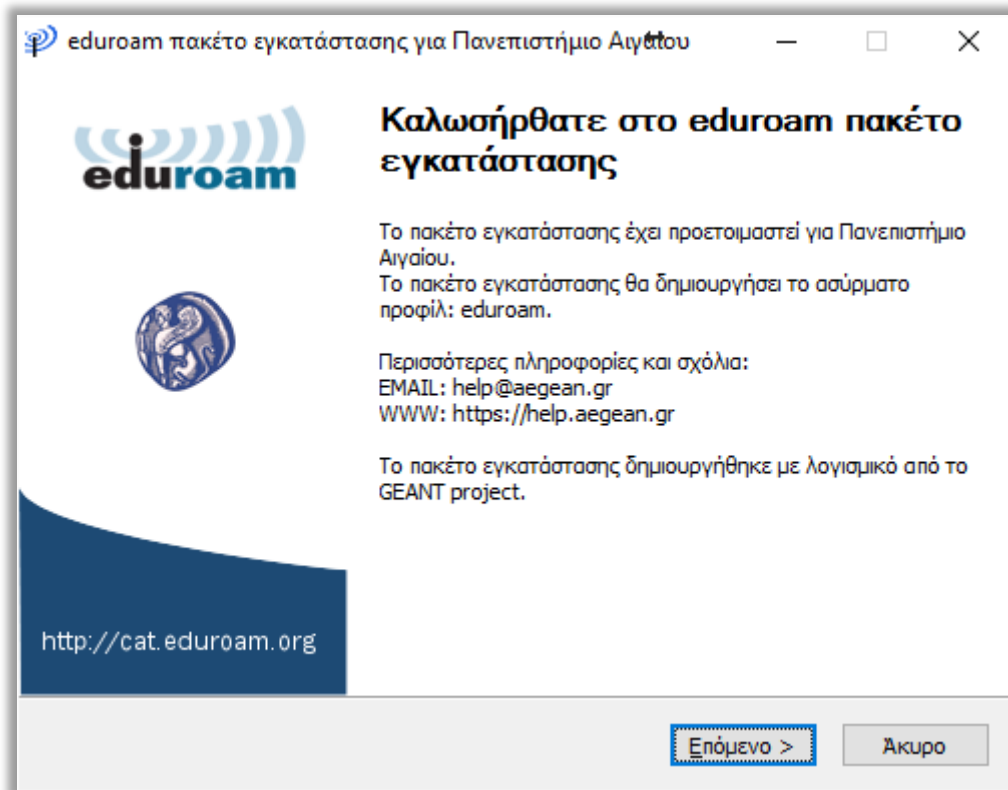 eduroam πακέτο εγκατάστασης για Πανεπιστήμιο Αιγαίου
eduroam
Καλωσήρθατε στο eduroam πακέτο
εγκατάστασης
Το πακέτο εγκατάστασης έχει προετοιμαστεί για Πανεπιστήμιο
Αιγαίου.
Το πακέτο εγκατάστασης θα δημιουργήσει το ασύρματο
προφίλ: eduroam.
Περισσότερες πληροφορίες και σχόλια:
EMAIL: help@aegean.gr
WWW: https://help.aegean.gr
Το πακέτο εγκατάστασης δημιουργήθηκε με λογισμικό από το
GEANT project.
http://cat.eduroam.org
Επόμενο >
Άκυρο